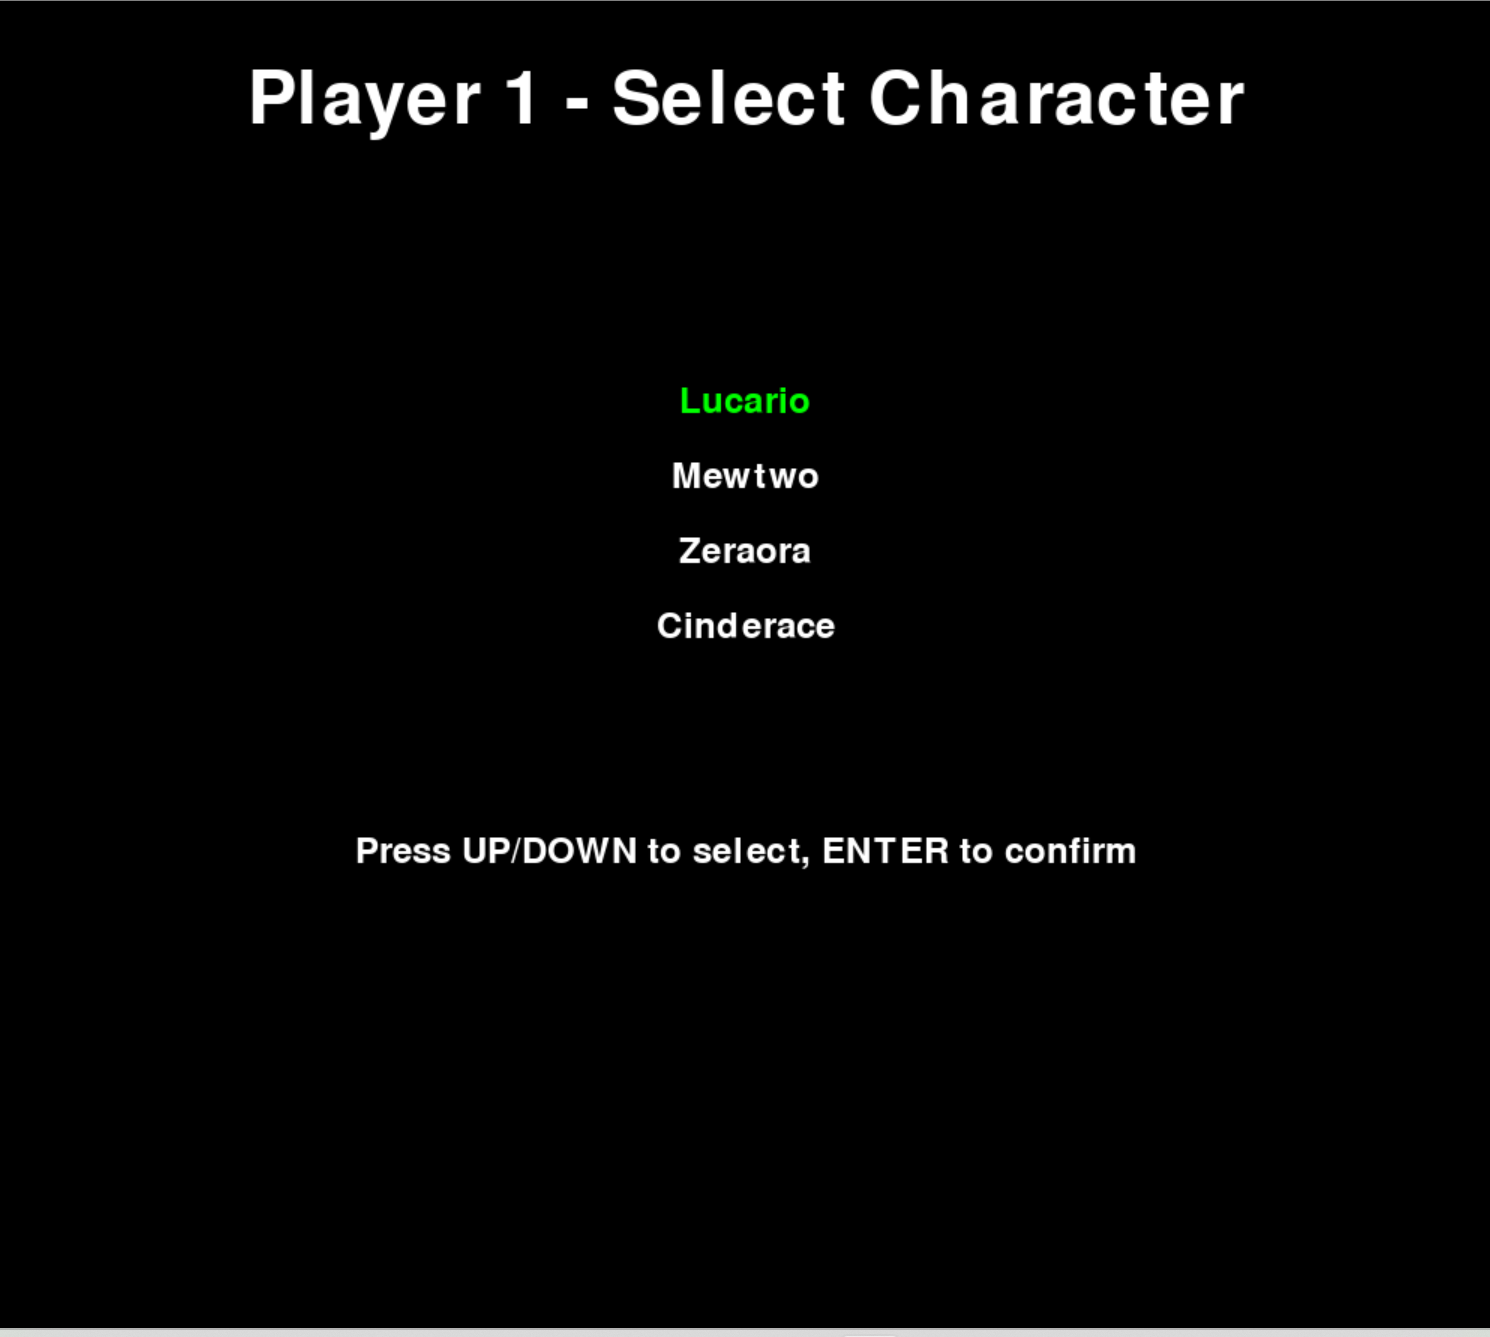 Player 1 - Select Character
Lucario
Mewtwo
Zeraora
Cinderace
Press UP/DOWN to select, ENTER to confirm